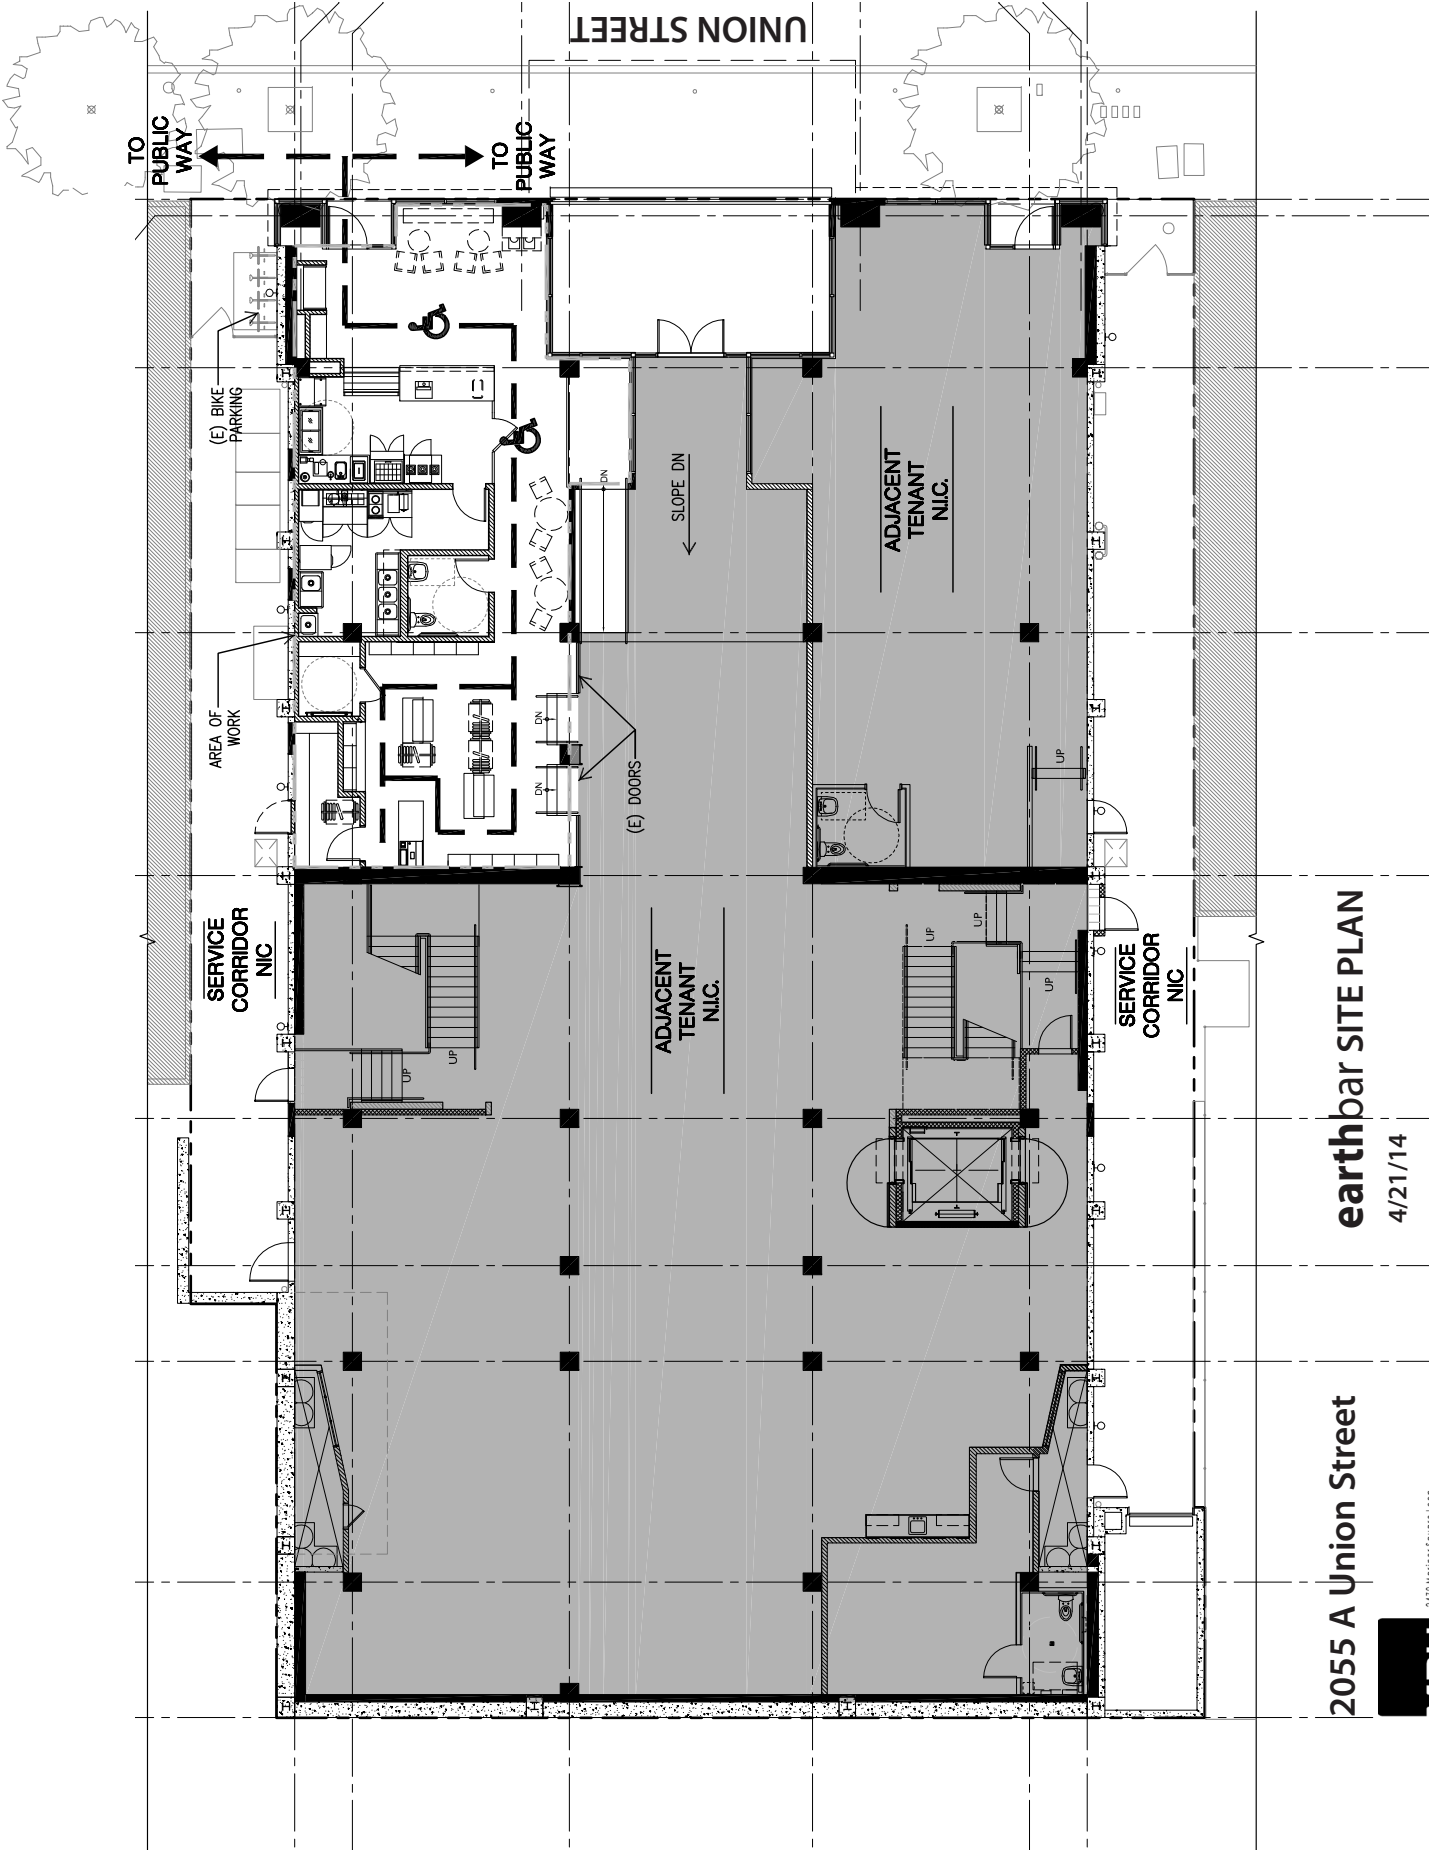 UNION STREET
TO
PUBLIC
WAY
TO
PUBLIC
WAY
(E) BIKE
PARKING
DN
SLOPE DN
ADJACENT
TENANT
N.I.C.
AREA OF
WORK
DN
DN
(E) DOORS
UP
SERVICE
CORRIDOR
NIC
ADJACENT
TENANT
N.I.C.
UP
UP
UP
UP
UP
SERVICE
CORRIDOR
NIC
earthbar SITE PLAN
4/21/14
2055 A Union Street